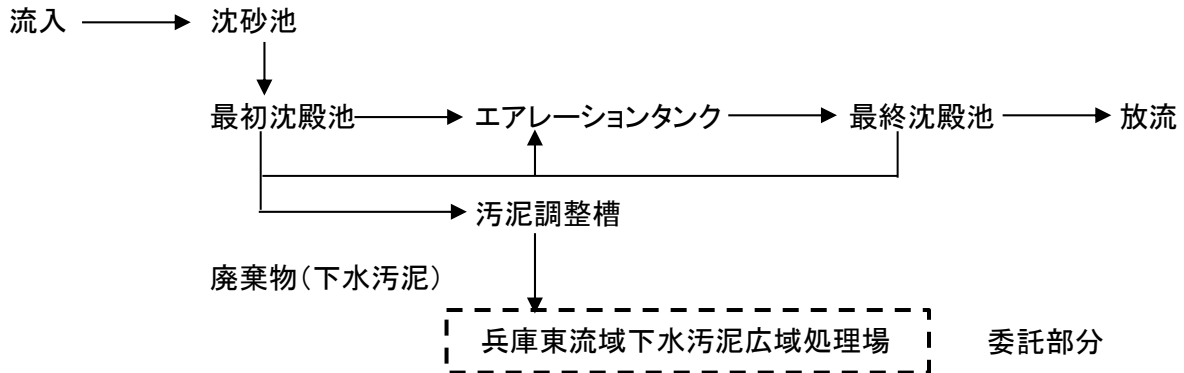 流入 沈砂池
最初沈殿池 エアレーションタンク 最終沈殿池 放流
汚泥調整槽
廃棄物(下水汚泥)
兵庫東流域下水汚泥広域処理場 委託部分